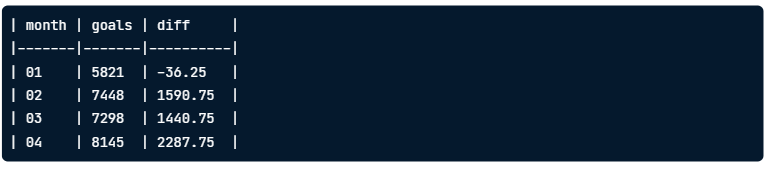 | month | goals | diff     |
|-------|-------|----------|
| 01    | 5821  | -36.25   |
| 02    | 7448  | 1590.75  |
| 03    | 7298  | 1440.75  |
| 04    | 8145  | 2287.75  |